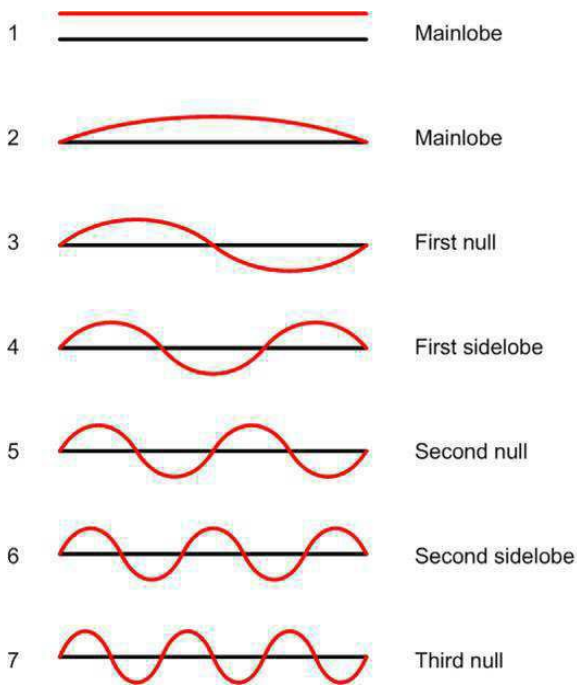 1 Mainlobe
2 Mainlobe
3 First null
4 First sidelobe
5 Second null
6 Second sidelobe
7 Third null